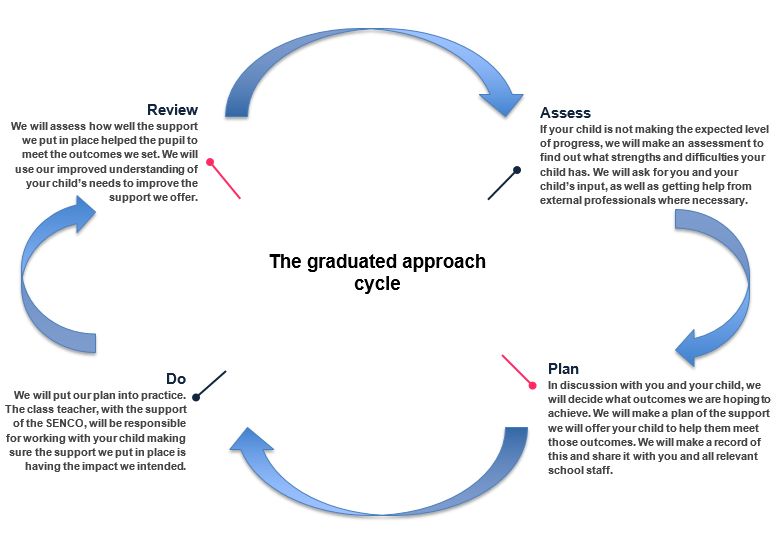 The graduated approach
cycle
Assess
If your child is not making the expected level
of progress, we will make an assessment to
find out what strengths and difficulties your
child has. We will ask for you and your
child's input, as well as getting help from
external professionals where necessary.
Plan
In discussion with you and your child, we
will decide what outcomes we are hoping to
achieve. We will make a plan of the support
we will offer your child to help them meet
those outcomes. We will make a record of
this and share it with you and all relevant
school staff.
Do
We will put our plan into practice.
The class teacher, with the support
of the SENCO, will be responsible
for working with your child making
sure the support we put in place is
having the impact we intended.
Review
We will assess how well the support
we put in place helped the pupil to
meet the outcomes we set. We will
use our improved understanding of
your child's needs to improve the
support we offer.